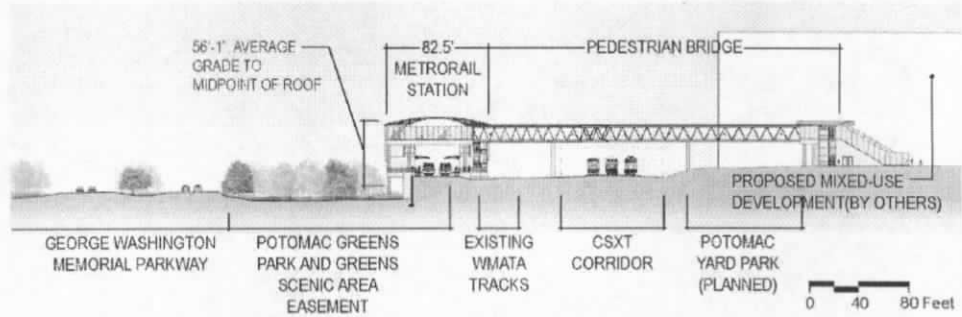 56'-1". AVERAGE
GRADE TO
MIDPOINT OF ROOF
82.5'
METRORAIL
STATION
PEDESTRIAN BRIDGE
PROPOSED MIXED-USE
DEVELOPMENT(BY OTHERS)
GEORGE WASHINGTON
MEMORIAL PARKWAY
POTOMAC GREENS
PARK AND GREENS
SCENIC AREA
EASEMENT
EXISTING
WMATA
TRACKS
CSXT
CORRIDOR
POTOMAC
YARD PARK
(PLANNED)
0 40 80 Feet